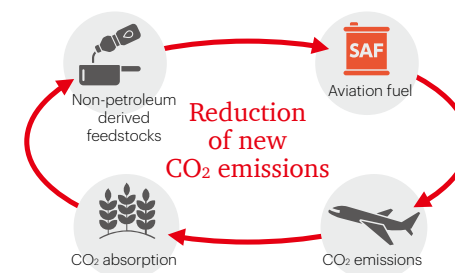 SAF
Non-petroleum
derived
feedstocks
Aviation fuel
Reduction
of new
CO₂ emissions
CO₂ absorption
CO₂ emissions